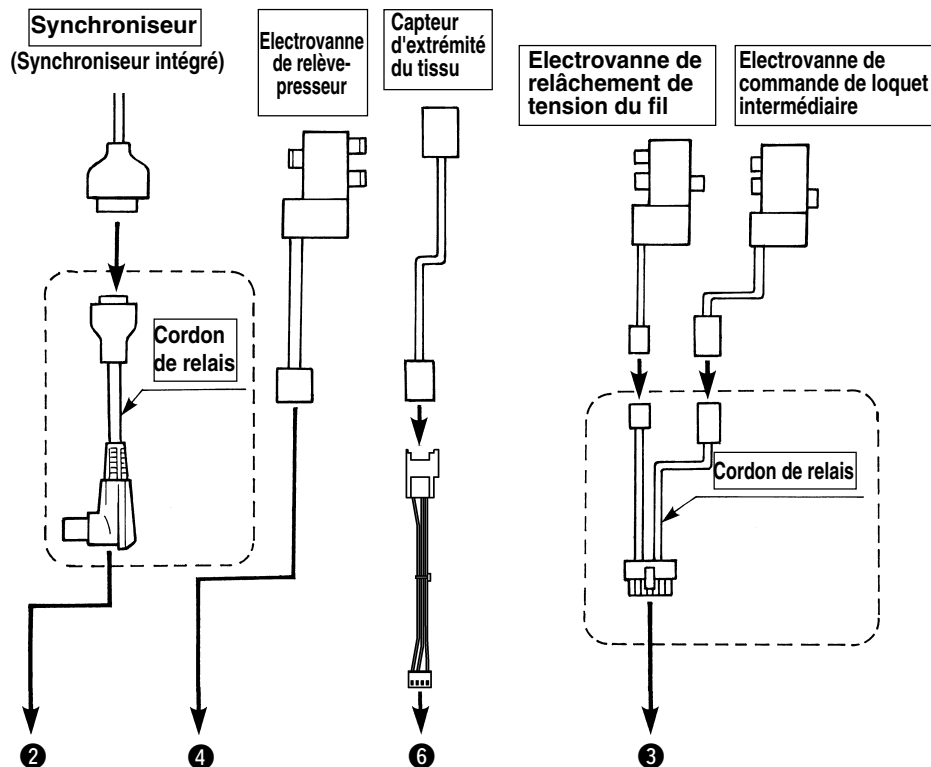 Synchroniseur
(Synchroniseur intégré)
Electrovanne
de relève-
presseur
Capteur
d'extrémité
du tissu
Electrovanne de
relâchement de
tension du fil
Electrovanne de
commande de loquet
intermédiaire
Cordon
de relais
Cordon de relais
❷
❹
❻
❸